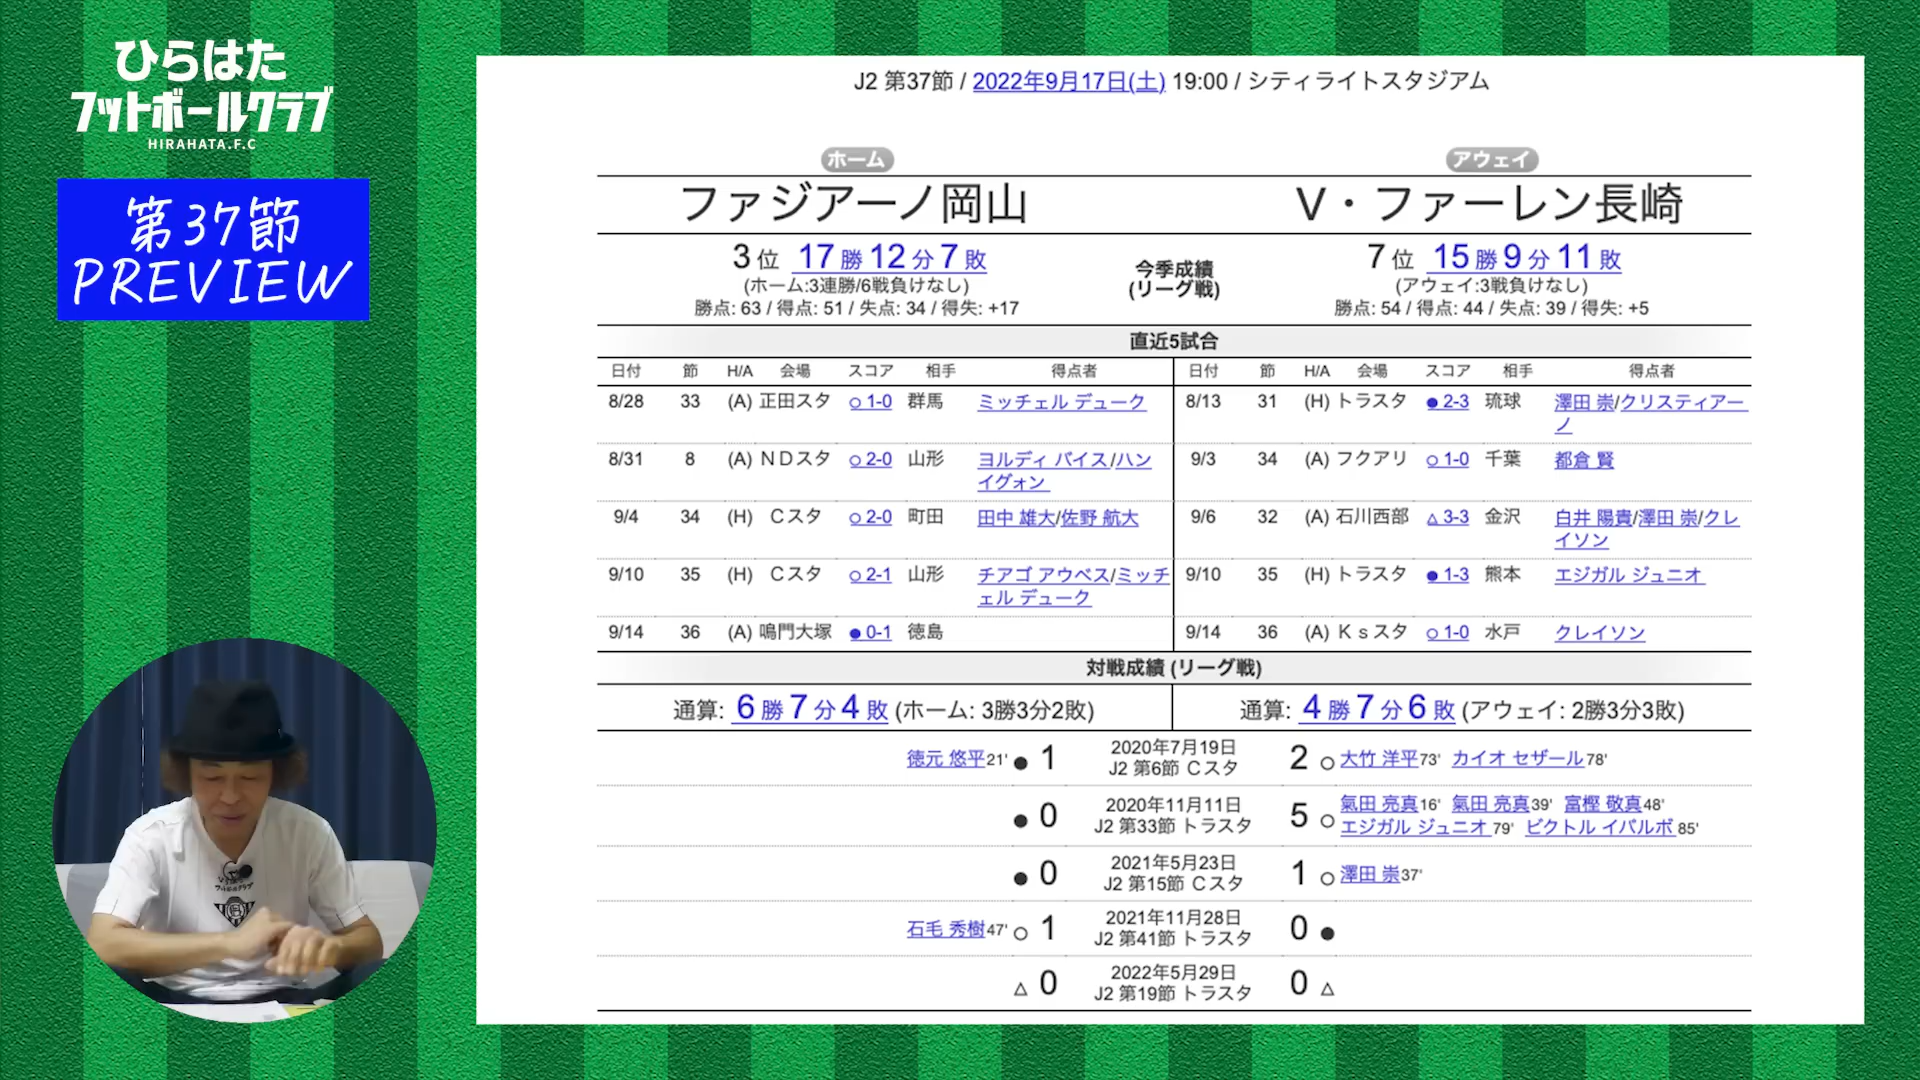 ひらはた
フットボールクラブ
HIRAHATA.F.C
第37節
PREVIEW
J2 第37節 / 2022年9月17日(土) 19:00 / シティライトスタジアム
ホーム アウェイ
ファジアーノ岡山 V・ファーレン長崎
3位 17勝12分7敗 今季成績 (リーグ戦) 7位 15勝9分11敗
(ホーム:3連勝/6戦負けなし) (アウェイ:3戦負けなし)
勝点: 63 / 得点: 51 / 失点: 34 / 得失: +17 勝点: 54 / 得点: 44 / 失点: 39 / 得失: +5
直近5試合
日付 節 H/A 会場 スコア 相手 得点者 日付 節 H/A 会場 スコア 相手 得点者
8/28 33 (A) 正田スタ ○1-0 群馬 ミッチェル デューク 8/13 31 (H) トラスタ ●2-3 琉球 澤田 崇/クリスティアー
ノ
8/31 8 (A) NDスタ ○2-0 山形 ヨルディ バイス/ハン 9/3 34 (A) フクアリ ○1-0 千葉 都倉 賢
イグォン
9/4 34 (H) Cスタ ○2-0 町田 田中 雄大/佐野 航大 9/6 32 (A) 石川西部 △3-3 金沢 白井 陽貴/澤田 崇/クレ
イソン
9/10 35 (H) Cスタ ○2-1 山形 チアゴ アウベス/ミッチ 9/10 35 (H) トラスタ ●1-3 熊本 エジガル ジュニオ
ェル デューク
9/14 36 (A) 鳴門大塚 ●0-1 徳島 9/14 36 (A) Ksスタ ○1-0 水戸 クレイソン
対戦成績 (リーグ戦)
通算: 6勝7分4敗 (ホーム: 3勝3分2敗) 通算: 4勝7分6敗 (アウェイ: 2勝3分3敗)
徳元 悠平21' ● 1 2020年7月19日 2 ○ 大竹 洋平73' カイオ セザール78'
J2 第6節 Cスタ
● 0 2020年11月11日 5 ○ 氣田 亮真16' 氣田 亮真39' 富樫 敬真48'
J2 第33節 トラスタ エジガル ジュニオ79' ビクトル イバルボ85'
● 0 2021年5月23日 1 ○ 澤田 崇37'
J2 第15節 Cスタ
石毛 秀樹47' ○ 1 2021年11月28日 0 ●
J2 第41節 トラスタ
△ 0 2022年5月29日 0 △
J2 第19節 トラスタ